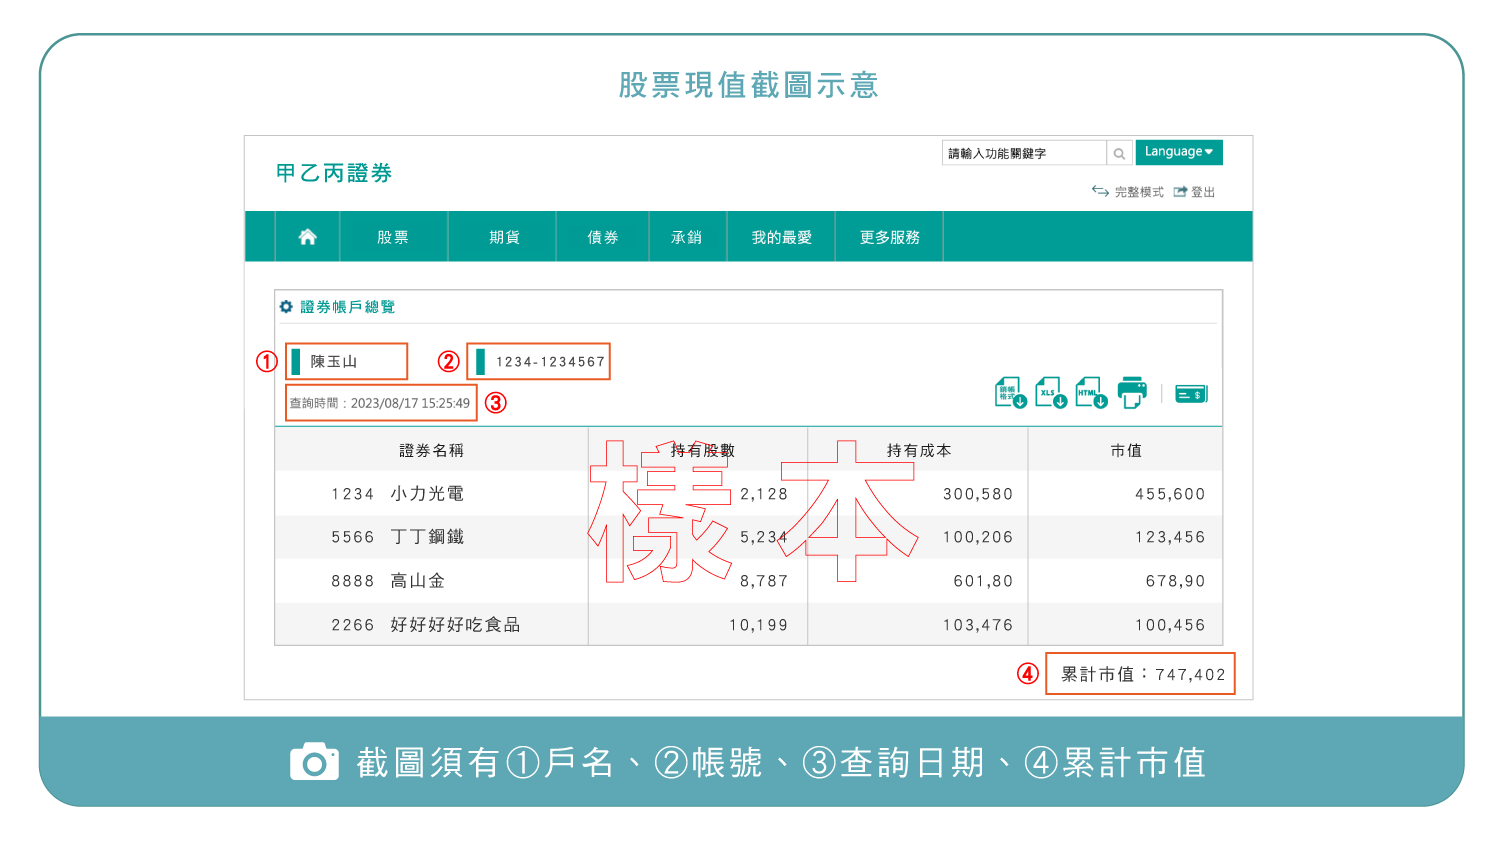 股票現值截圖示意
甲乙丙證券
請輸入功能關鍵字
Language
完整模式 登出
股票 期貨 債券 承銷 我的最愛 更多服務
證券帳戶總覽
① 陳玉山 ② 1234-1234567
查詢時間：2023/08/17 15:25:49 ③
銷帳格式 XLS HTML
證券名稱 持有股數 持有成本 市值
1234 小力光電 2,128 300,580 455,600
5566 丁丁鋼鐵 5,234 100,206 123,456
8888 高山金 8,787 601,80 678,90
2266 好好好好吃食品 10,199 103,476 100,456
樣本
④ 累計市值：747,402
截圖須有①戶名、②帳號、③查詢日期、④累計市值